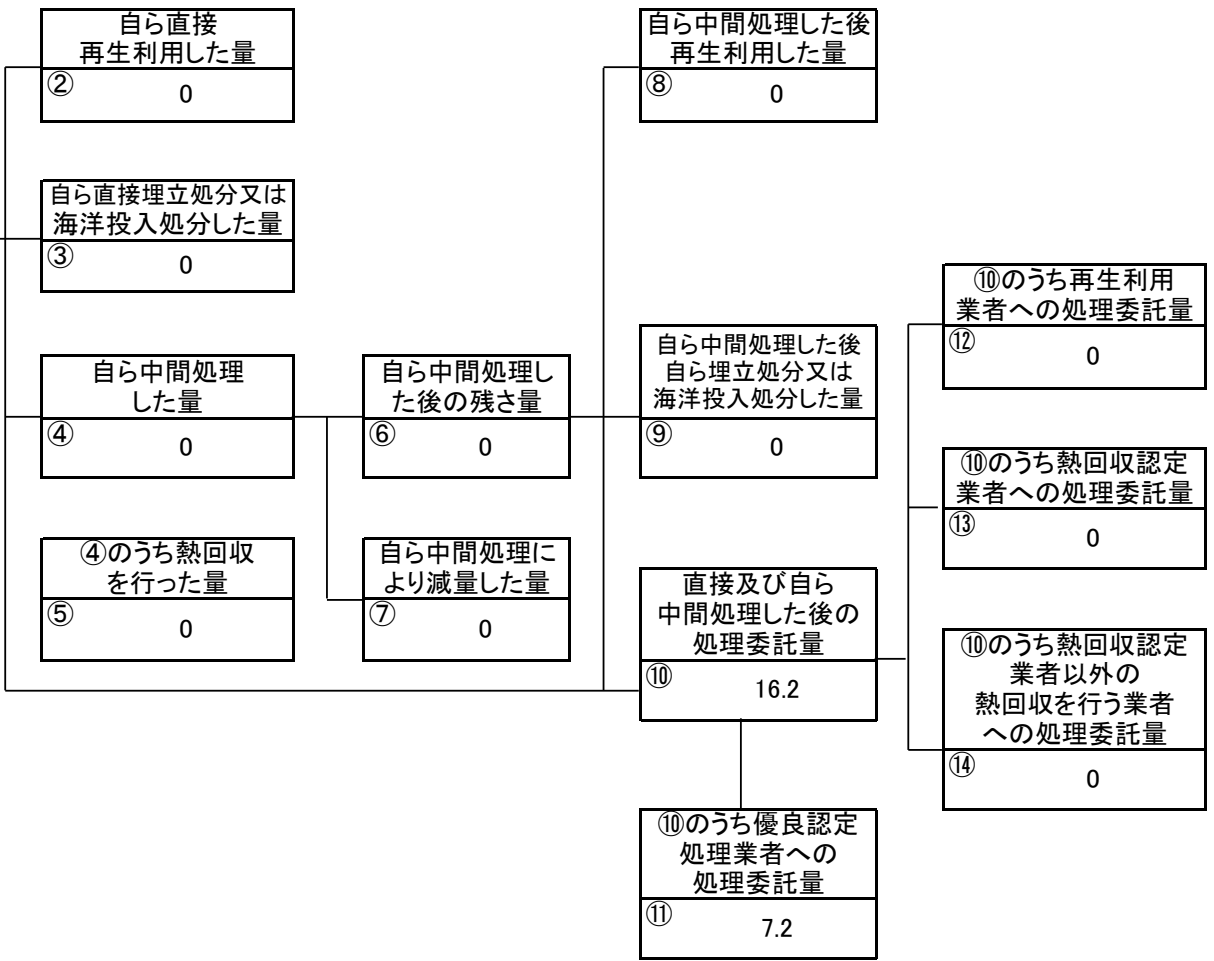 自ら直接
再生利用した量
②
0
自ら直接埋立処分又は
海洋投入処分した量
③
0
自ら中間処理
した量
④
0
④のうち熱回収
を行った量
⑤
0
自ら中間処理し
た後の残さ量
⑥
0
自ら中間処理に
より減量した量
⑦
0
自ら中間処理した後
再生利用した量
⑧
0
自ら中間処理した後
自ら埋立処分又は
海洋投入処分した量
⑨
0
直接及び自ら
中間処理した後の
処理委託量
⑩
16.2
⑩のうち優良認定
処理業者への
処理委託量
⑪
7.2
⑩のうち再生利用
業者への処理委託量
⑫
0
⑩のうち熱回収認定
業者への処理委託量
⑬
0
⑩のうち熱回収認定
業者以外の
熱回収を行う業者
への処理委託量
⑭
0